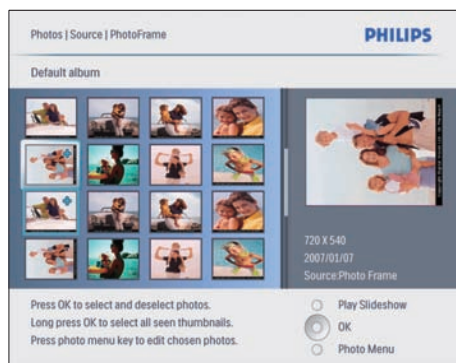 Photos | Source | PhotoFrame
PHILIPS
Default album
720 X 540
2007/01/07
Source:Photo Frame
Press OK to select and deselect photos.
Long press OK to select all seen thumbnails.
Press photo menu key to edit chosen photos.
Play Slideshow
OK
Photo Menu